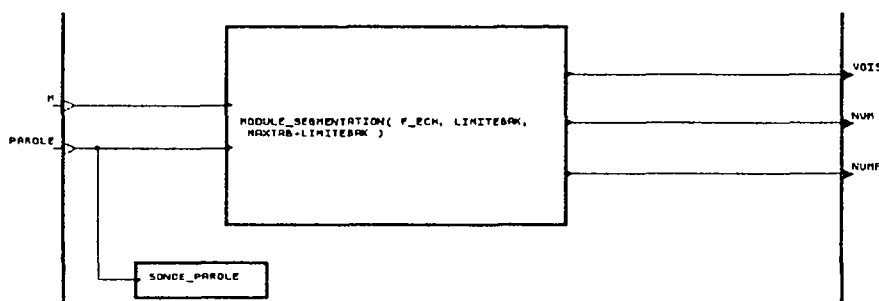 VOIS
M
NUM
MODULE_SEGMENTATION( F_ECH, LIMITEBAK,
MAXTAB-LIMITEBAK )
PAROLE
NUMF
SONDE_PAROLE